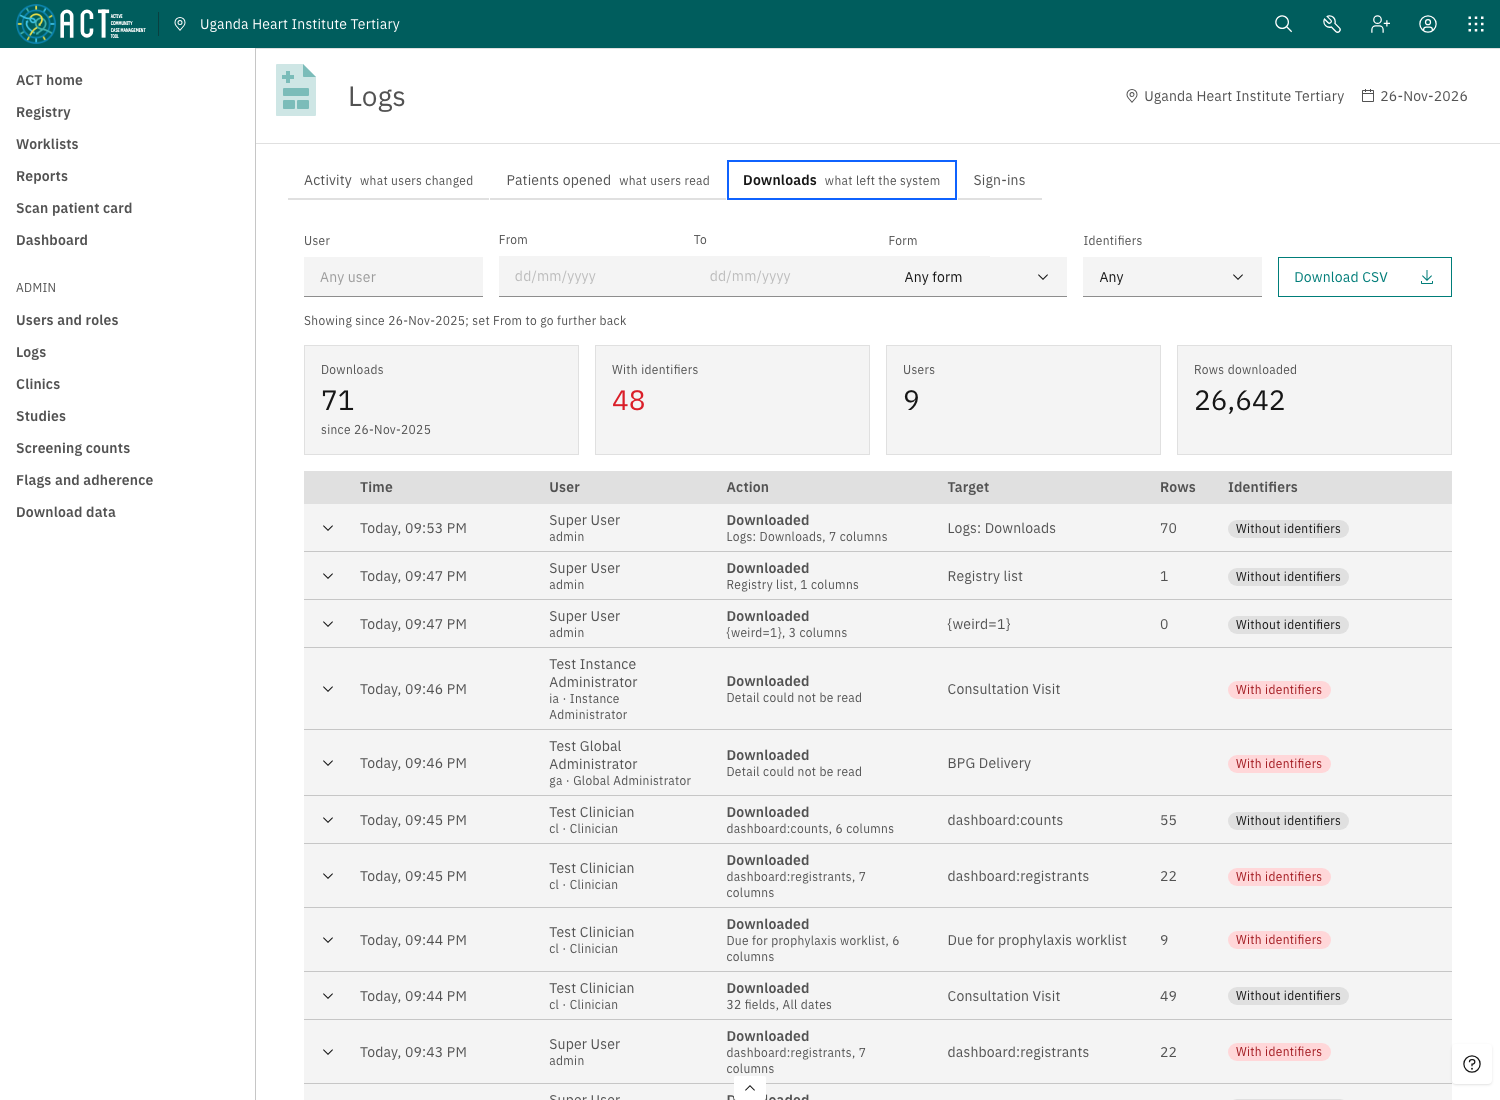 ACT ACTIVE COMMUNITY CASE MANAGEMENT TOOL
Uganda Heart Institute Tertiary
ACT home
Registry
Worklists
Reports
Scan patient card
Dashboard
ADMIN
Users and roles
Logs
Clinics
Studies
Screening counts
Flags and adherence
Download data
Logs
Uganda Heart Institute Tertiary 26-Nov-2026
Activity what users changed Patients opened what users read Downloads what left the system Sign-ins
User From To Form Identifiers
Any user dd/mm/yyyy dd/mm/yyyy Any form Any Download CSV
Showing since 26-Nov-2025; set From to go further back
Downloads
71
since 26-Nov-2025
With identifiers
48
Users
9
Rows downloaded
26,642
Time User Action Target Rows Identifiers
Today, 09:53 PM Super User Downloaded Logs: Downloads 70 Without identifiers
admin Logs: Downloads, 7 columns
Today, 09:47 PM Super User Downloaded Registry list 1 Without identifiers
admin Registry list, 1 columns
Today, 09:47 PM Super User Downloaded {weird=1} 0 Without identifiers
admin {weird=1}, 3 columns
Today, 09:46 PM Test Instance Downloaded Consultation Visit With identifiers
Administrator Detail could not be read
ia · Instance
Administrator
Today, 09:46 PM Test Global Downloaded BPG Delivery With identifiers
Administrator Detail could not be read
ga · Global Administrator
Today, 09:45 PM Test Clinician Downloaded dashboard:counts 55 Without identifiers
cl · Clinician dashboard:counts, 6 columns
Today, 09:45 PM Test Clinician Downloaded dashboard:registrants 22 With identifiers
cl · Clinician dashboard:registrants, 7
columns
Today, 09:44 PM Test Clinician Downloaded Due for prophylaxis worklist 9 With identifiers
cl · Clinician Due for prophylaxis worklist, 6
columns
Today, 09:44 PM Test Clinician Downloaded Consultation Visit 49 Without identifiers
cl · Clinician 32 fields, All dates
Today, 09:43 PM Super User Downloaded dashboard:registrants 22 With identifiers
admin dashboard:registrants, 7
columns